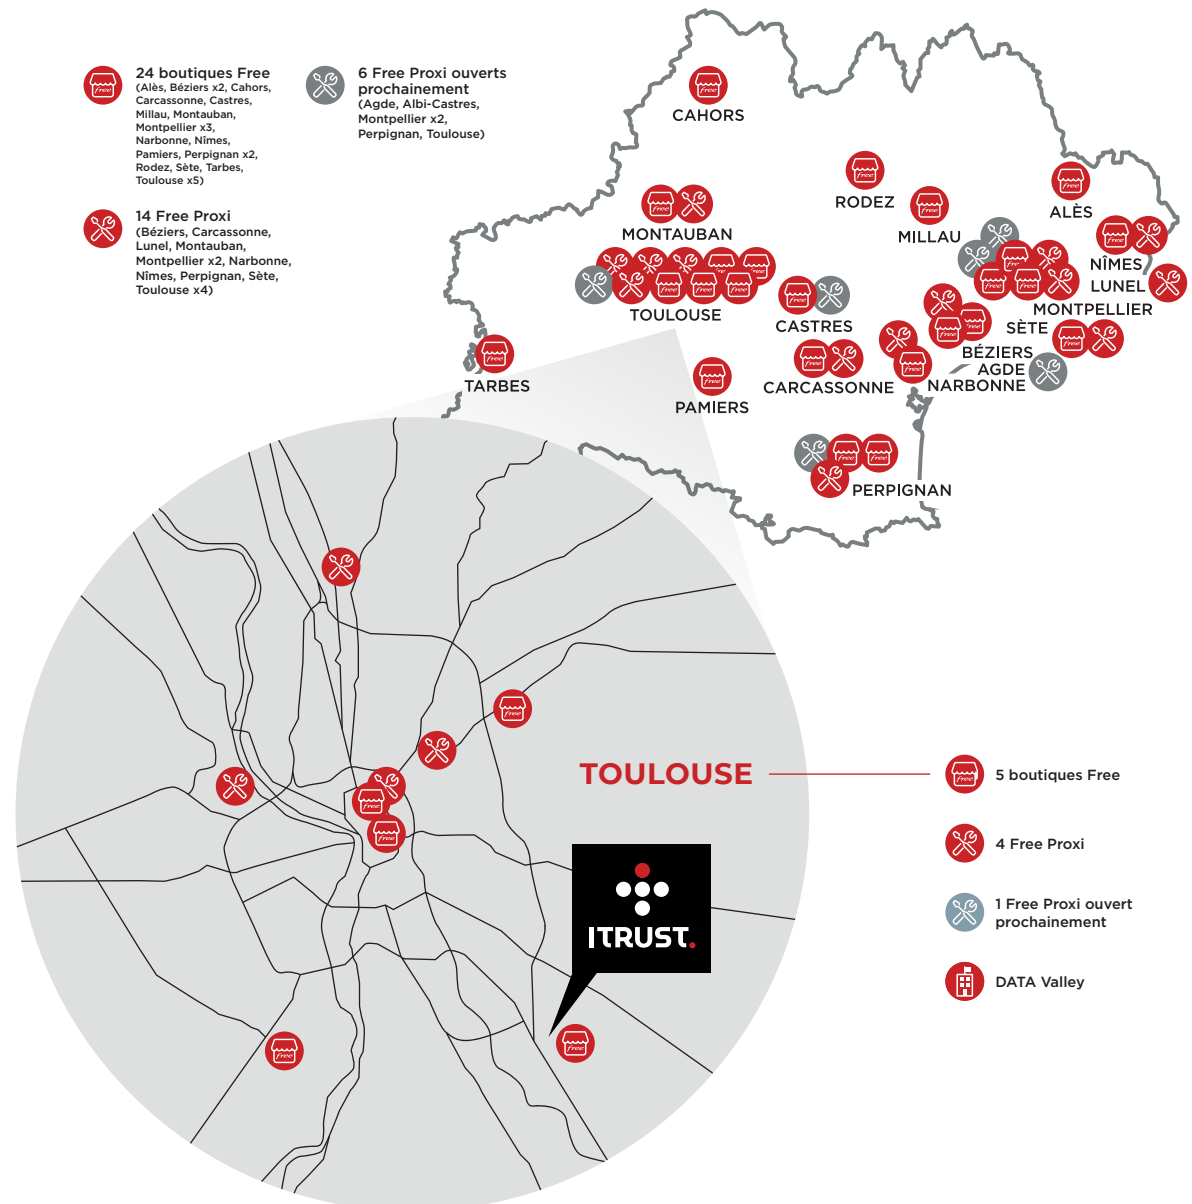 24 boutiques Free
(Alès, Béziers x2, Cahors,
Carcassonne, Castres,
Millau, Montauban,
Montpellier x3,
Narbonne, Nîmes,
Pamiers, Perpignan x2,
Rodez, Sète, Tarbes,
Toulouse x5)
14 Free Proxi
(Béziers, Carcassonne,
Lunel, Montauban,
Montpellier x2, Narbonne,
Nîmes, Perpignan, Sète,
Toulouse x4)
6 Free Proxi ouverts
prochainement
(Agde, Albi-Castres,
Montpellier x2,
Perpignan, Toulouse)
CAHORS
RODEZ
ALÈS
MILLAU
MONTAUBAN
NÎMES
LUNEL
MONTPELLIER
TOULOUSE
CASTRES
SÈTE
BÉZIERS
AGDE
NARBONNE
TARBES
CARCASSONNE
PAMIERS
PERPIGNAN
TOULOUSE
5 boutiques Free
4 Free Proxi
1 Free Proxi ouvert
prochainement
DATA Valley
ITRUST.